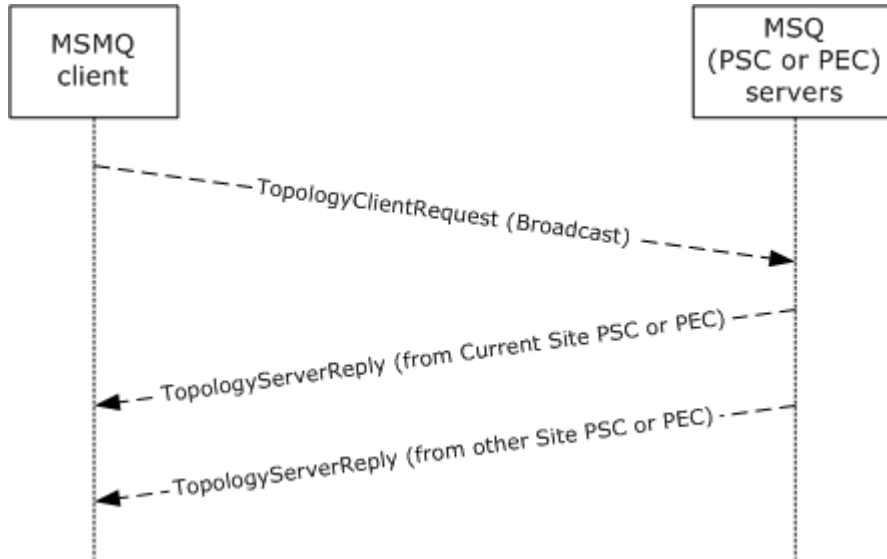 MSMQ
client
MSQ
(PSC or PEC)
servers
TopologyClientRequest (Broadcast)
TopologyServerReply (from Current Site PSC or PEC)
TopologyServerReply (from other Site PSC or PEC)